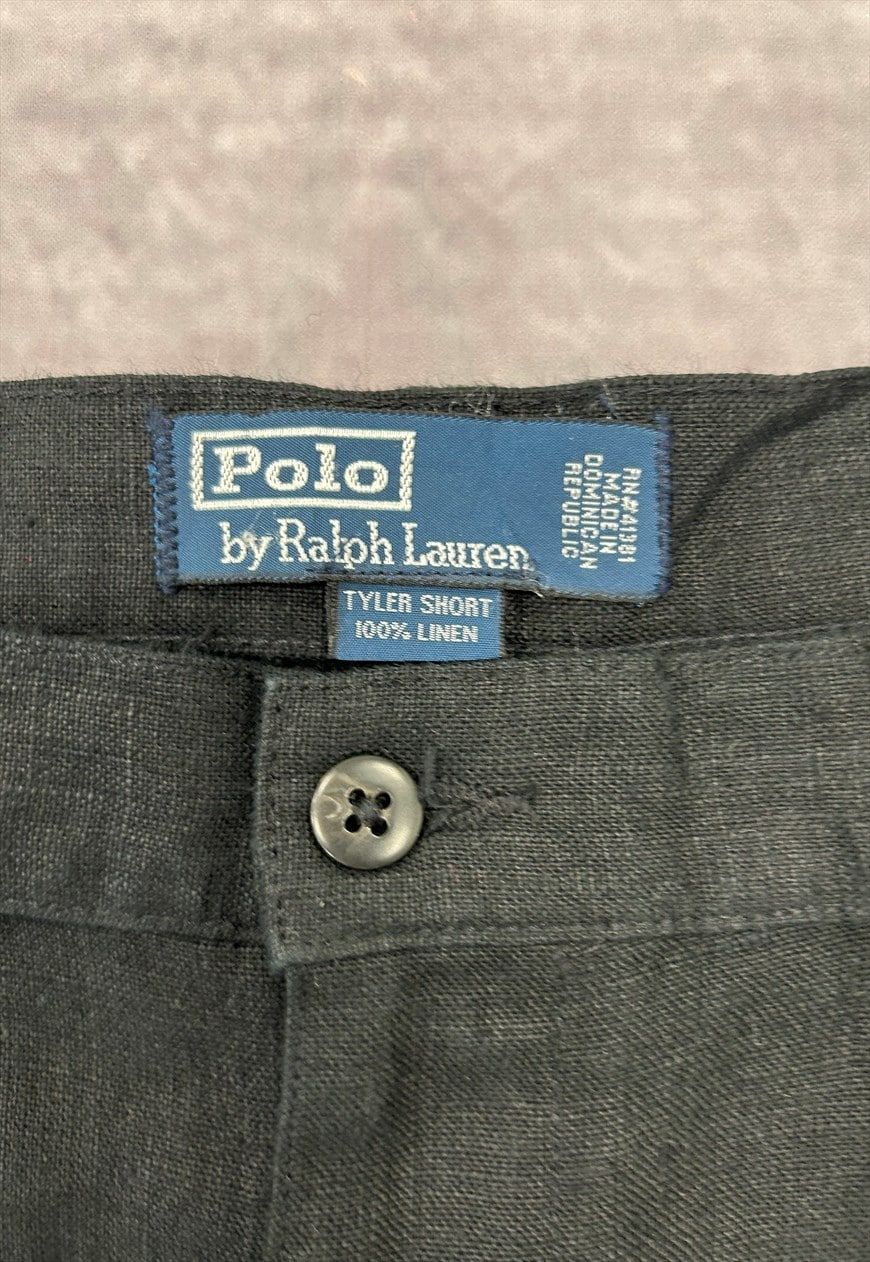 Polo
by Ralph Lauren
RN#41381
MADE IN
DOMINICAN
REPUBLIC
TYLER SHORT
100% LINEN